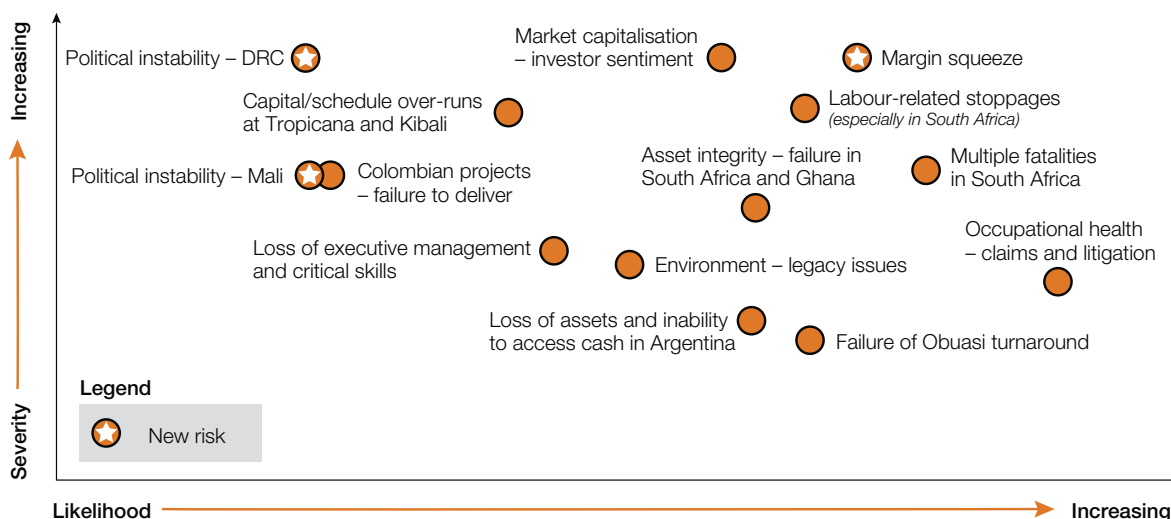 Increasing
Severity
Political instability – DRC
Market capitalisation
– investor sentiment
Margin squeeze
Capital/schedule over-runs
at Tropicana and Kibali
Labour-related stoppages
(especially in South Africa)
Political instability – Mali
Colombian projects
– failure to deliver
Asset integrity – failure in
South Africa and Ghana
Multiple fatalities
in South Africa
Loss of executive management
and critical skills
Environment – legacy issues
Occupational health
– claims and litigation
Loss of assets and inability
to access cash in Argentina
Failure of Obuasi turnaround
Legend
New risk
Likelihood
Increasing